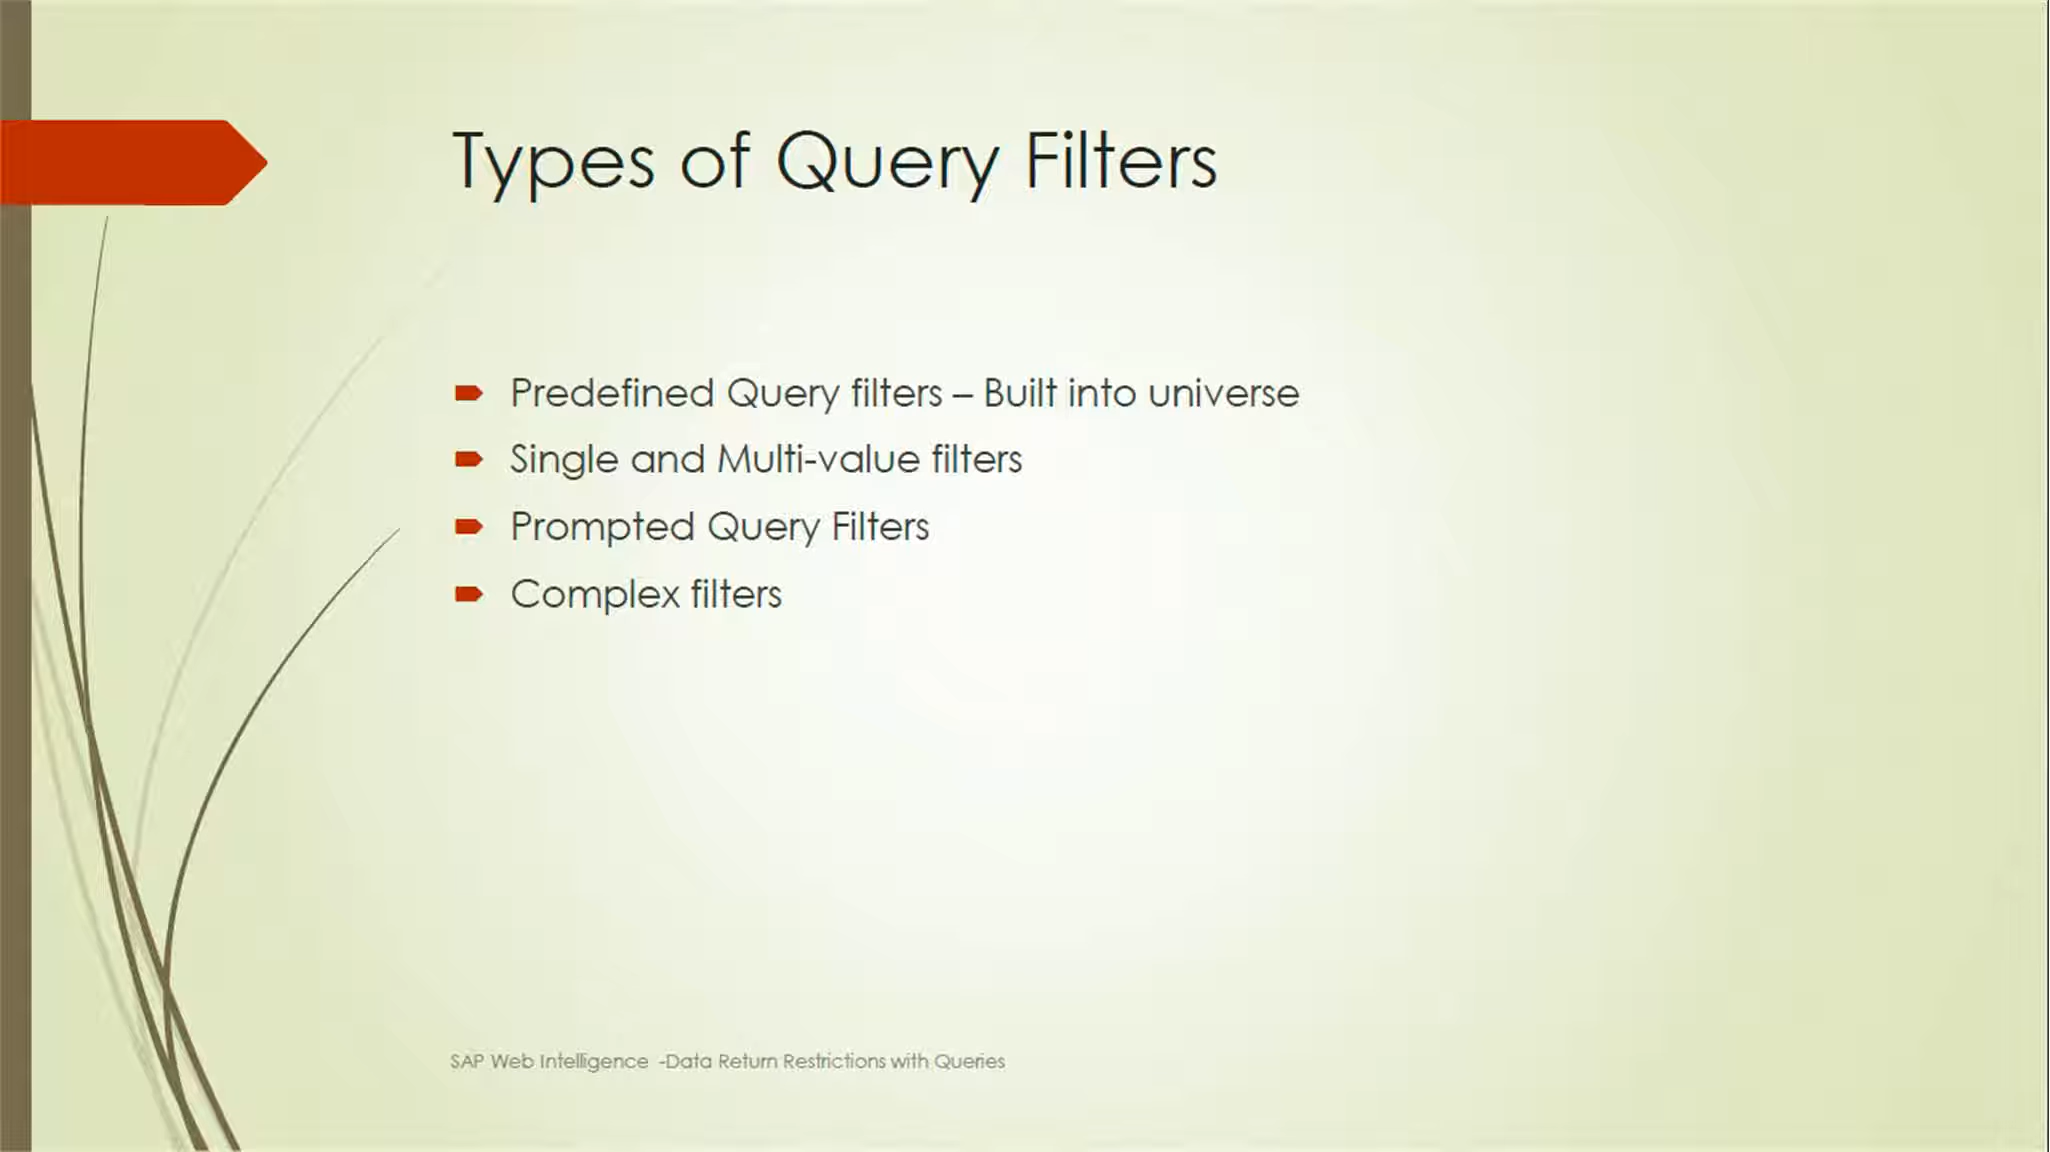 Types of Query Filters
Predefined Query filters – Built into universe
Single and Multi-value filters
Prompted Query Filters
Complex filters
SAP Web Intelligence -Data Return Restrictions with Queries